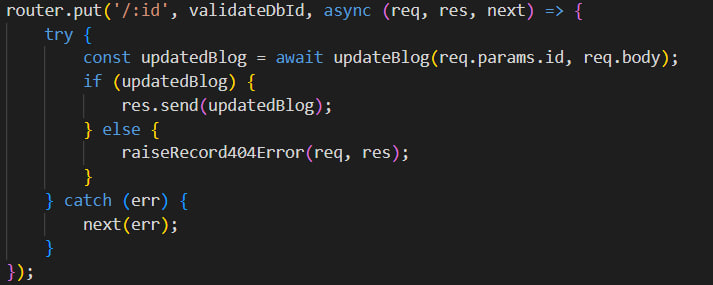 router.put('/:id', validateDbId, async (req, res, next) => {
    try {
        const updatedBlog = await updateBlog(req.params.id, req.body);
        if (updatedBlog) {
            res.send(updatedBlog);
        } else {
            raiseRecord404Error(req, res);
        }
    } catch (err) {
        next(err);
    }
});